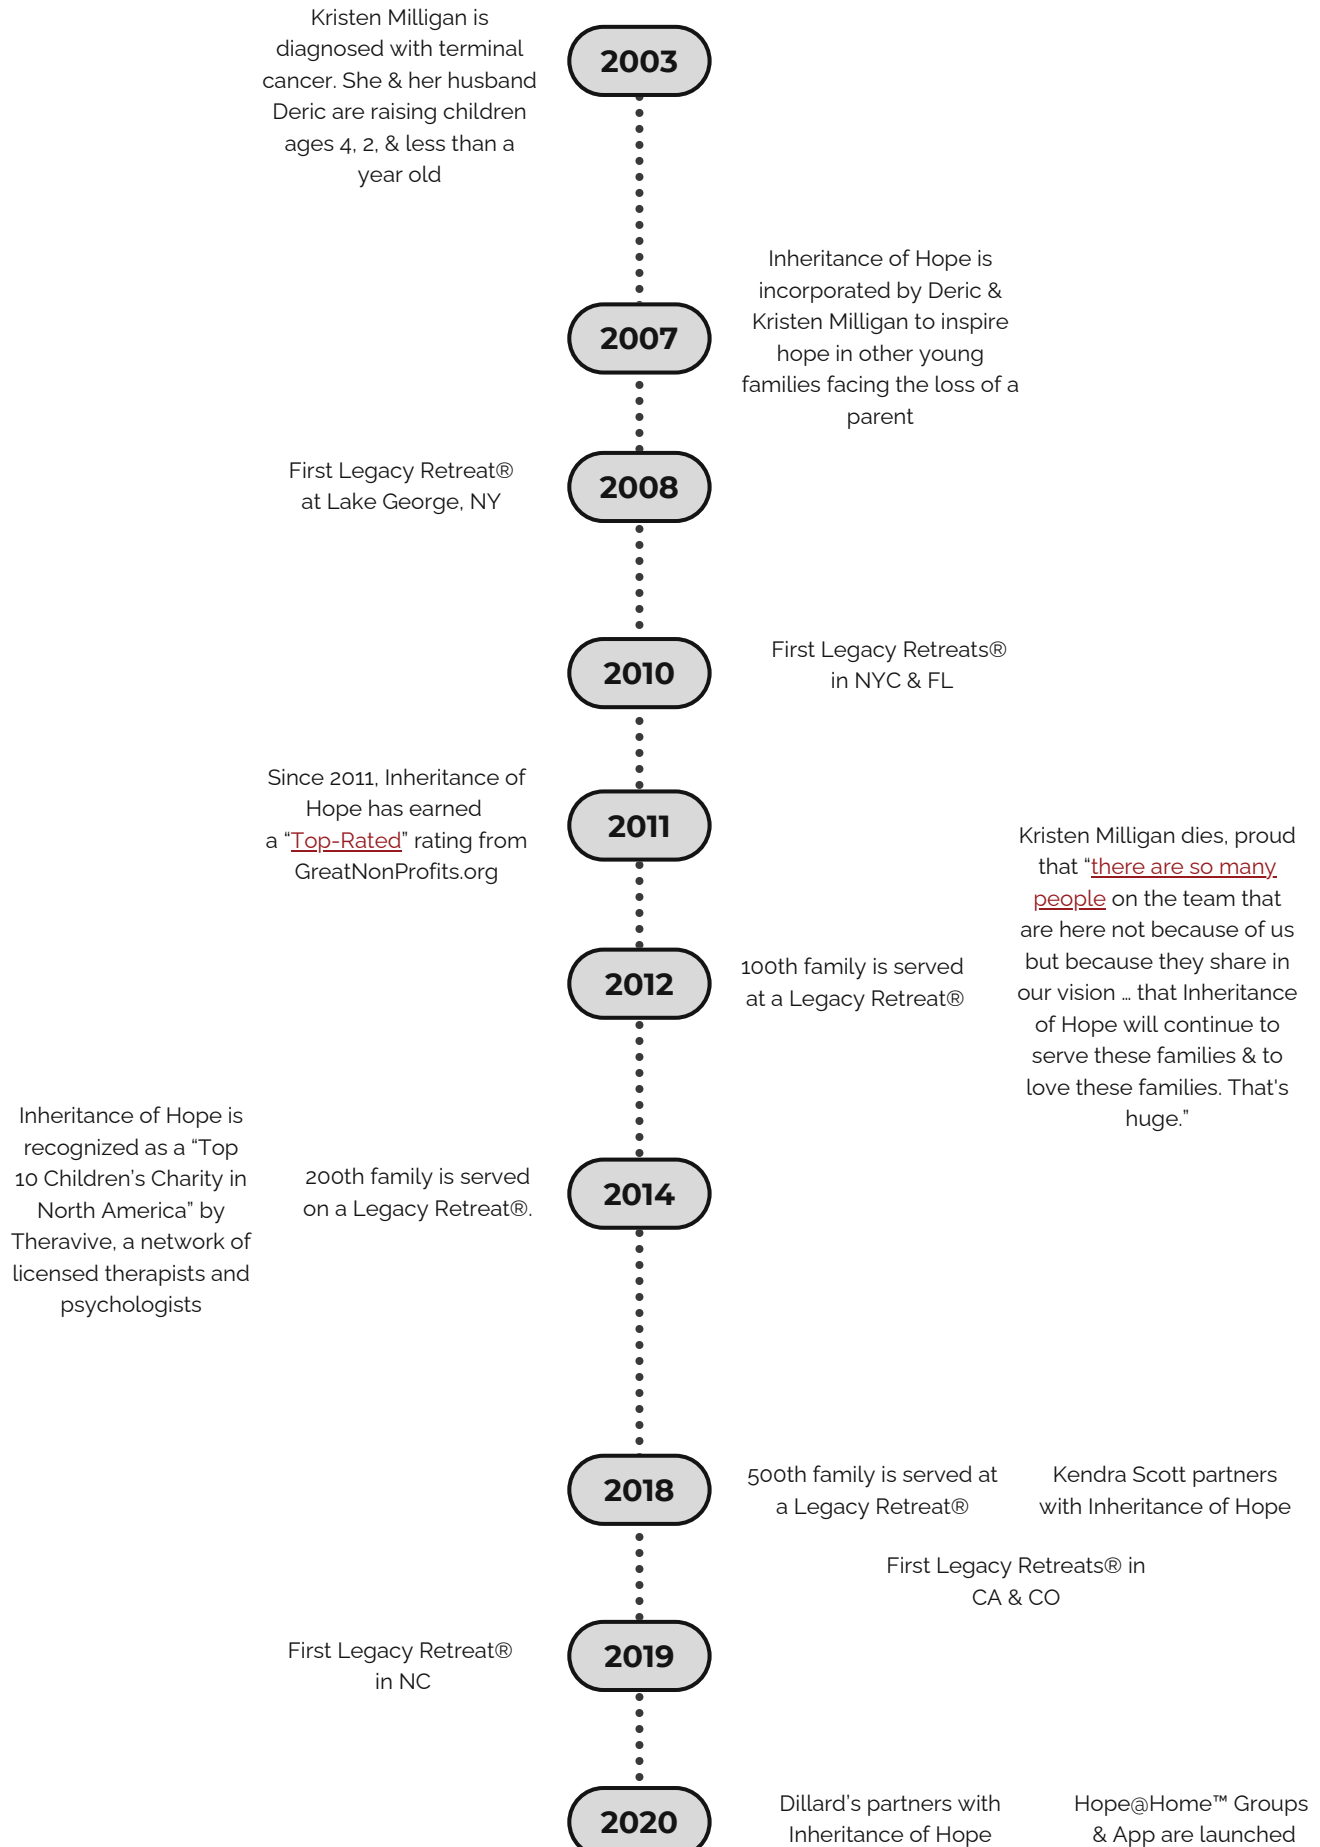 Kristen Milligan is
diagnosed with terminal
cancer. She & her husband
Deric are raising children
ages 4, 2, & less than a
year old
2003
2007
Inheritance of Hope is
incorporated by Deric &
Kristen Milligan to inspire
hope in other young
families facing the loss of a
parent
First Legacy Retreat®
at Lake George, NY
2008
2010
First Legacy Retreats®
in NYC & FL
Since 2011, Inheritance of
Hope has earned
a “Top-Rated” rating from
GreatNonProfits.org
2011
2012
100th family is served
at a Legacy Retreat®
Kristen Milligan dies, proud
that “there are so many
people on the team that
are here not because of us
but because they share in
our vision … that Inheritance
of Hope will continue to
serve these families & to
love these families. That's
huge.”
Inheritance of Hope is
recognized as a “Top
10 Children’s Charity in
North America” by
Theravive, a network of
licensed therapists and
psychologists
200th family is served
on a Legacy Retreat®.
2014
2018
500th family is served at
a Legacy Retreat®
Kendra Scott partners
with Inheritance of Hope
First Legacy Retreats® in
CA & CO
First Legacy Retreat®
in NC
2019
2020
Dillard’s partners with
Inheritance of Hope
Hope@Home™ Groups
& App are launched